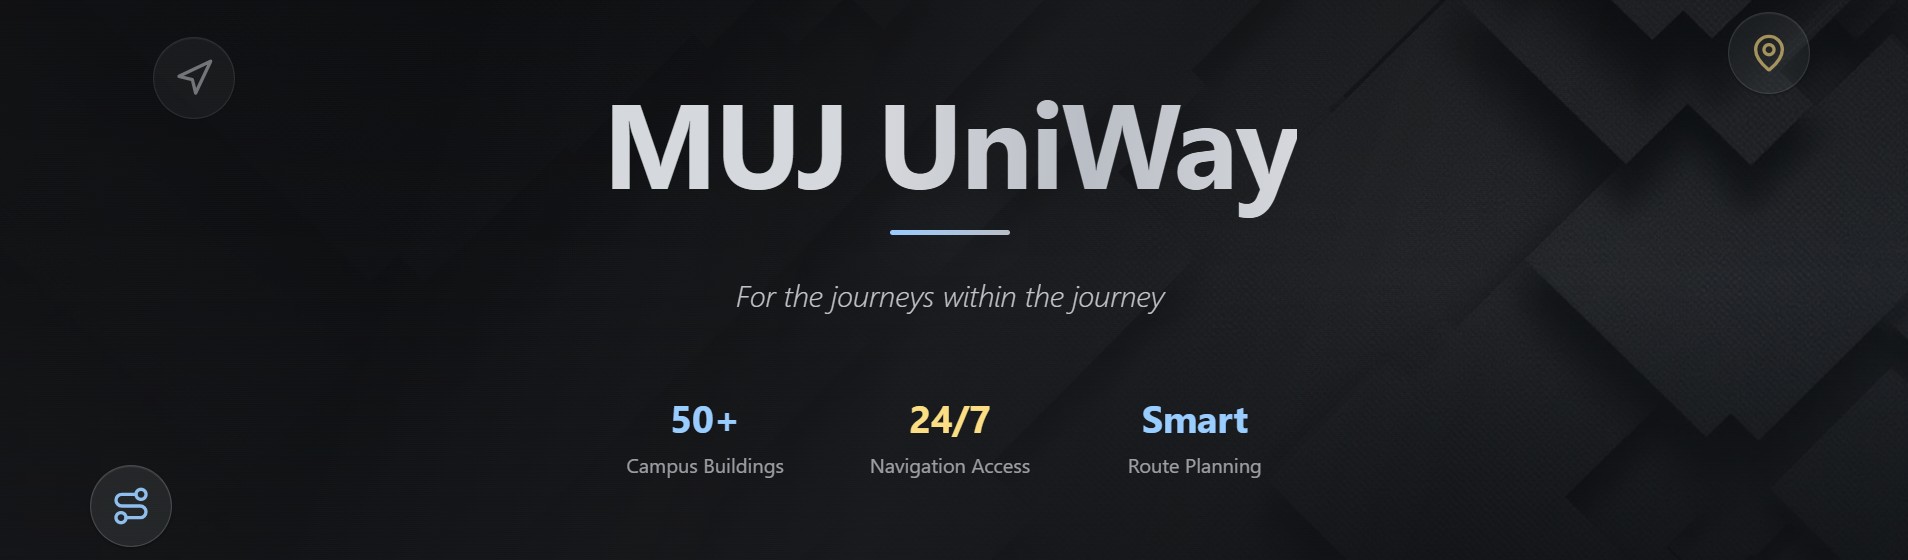 MUJ UniWay
For the journeys within the journey
50+
Campus Buildings
24/7
Navigation Access
Smart
Route Planning